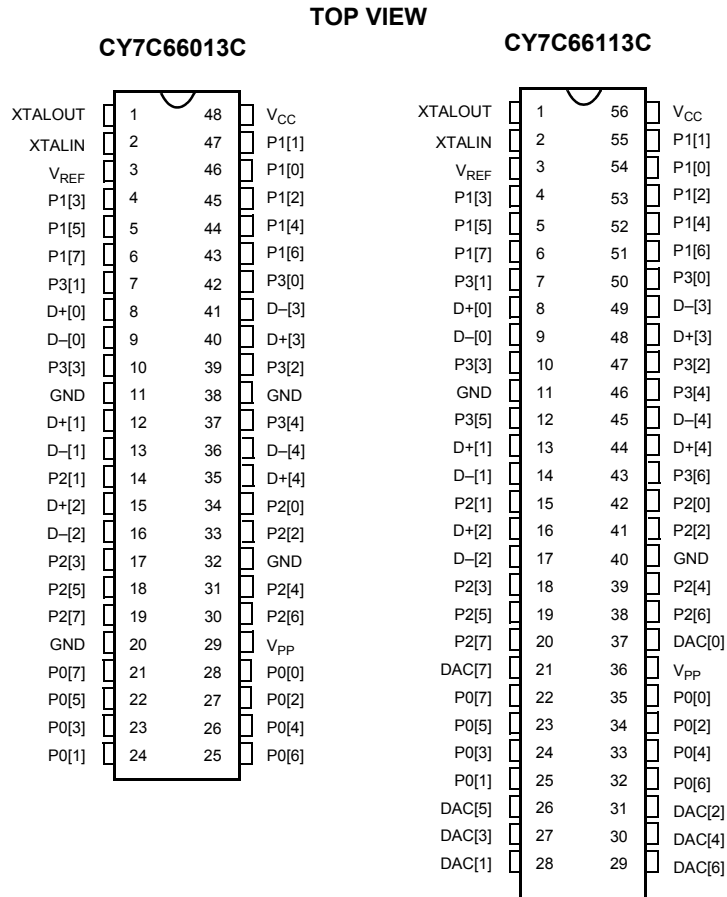 TOP VIEW
CY7C66013C
XTALOUT 1 48 VCC
XTALIN 2 47 P1[1]
VREF 3 46 P1[0]
P1[3] 4 45 P1[2]
P1[5] 5 44 P1[4]
P1[7] 6 43 P1[6]
P3[1] 7 42 P3[0]
D+[0] 8 41 D–[3]
D–[0] 9 40 D+[3]
P3[3] 10 39 P3[2]
GND 11 38 GND
D+[1] 12 37 P3[4]
D–[1] 13 36 D–[4]
P2[1] 14 35 D+[4]
D+[2] 15 34 P2[0]
D–[2] 16 33 P2[2]
P2[3] 17 32 GND
P2[5] 18 31 P2[4]
P2[7] 19 30 P2[6]
GND 20 29 VPP
P0[7] 21 28 P0[0]
P0[5] 22 27 P0[2]
P0[3] 23 26 P0[4]
P0[1] 24 25 P0[6]
CY7C66113C
XTALOUT 1 56 VCC
XTALIN 2 55 P1[1]
VREF 3 54 P1[0]
P1[3] 4 53 P1[2]
P1[5] 5 52 P1[4]
P1[7] 6 51 P1[6]
P3[1] 7 50 P3[0]
D+[0] 8 49 D–[3]
D–[0] 9 48 D+[3]
P3[3] 10 47 P3[2]
GND 11 46 P3[4]
P3[5] 12 45 D–[4]
D+[1] 13 44 D+[4]
D–[1] 14 43 P3[6]
P2[1] 15 42 P2[0]
D+[2] 16 41 P2[2]
D–[2] 17 40 GND
P2[3] 18 39 P2[4]
P2[5] 19 38 P2[6]
P2[7] 20 37 DAC[0]
DAC[7] 21 36 VPP
P0[7] 22 35 P0[0]
P0[5] 23 34 P0[2]
P0[3] 24 33 P0[4]
P0[1] 25 32 P0[6]
DAC[5] 26 31 DAC[2]
DAC[3] 27 30 DAC[4]
DAC[1] 28 29 DAC[6]